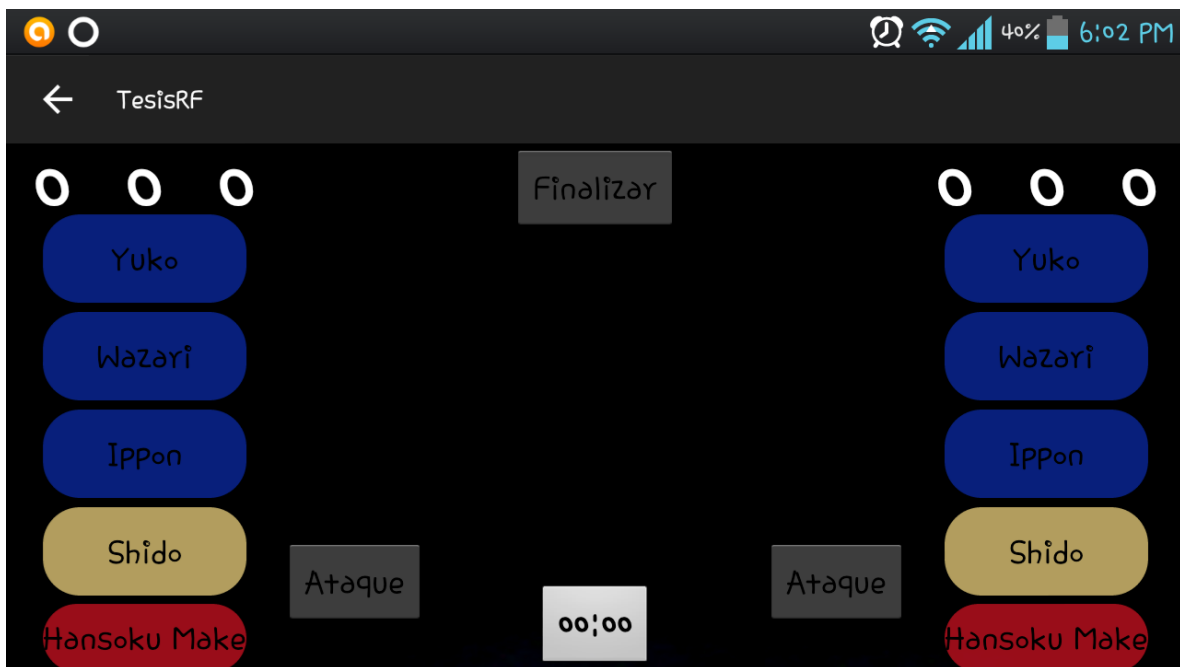 40% 6:02 PM
TesisRF
0 0 0 Finalizar 0 0 0
Yuko Yuko
Wazari Wazari
Ippon Ippon
Shido Shido
Ataque Ataque
00:00
Hansoku Make Hansoku Make